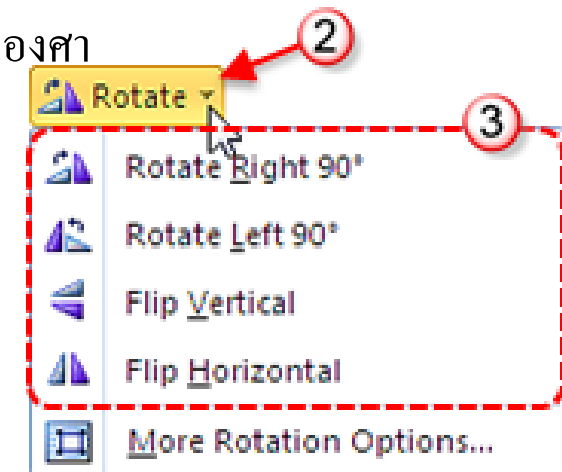 องศา
2
Rotate
3
Rotate Right 90°
Rotate Left 90°
Flip Vertical
Flip Horizontal
More Rotation Options...